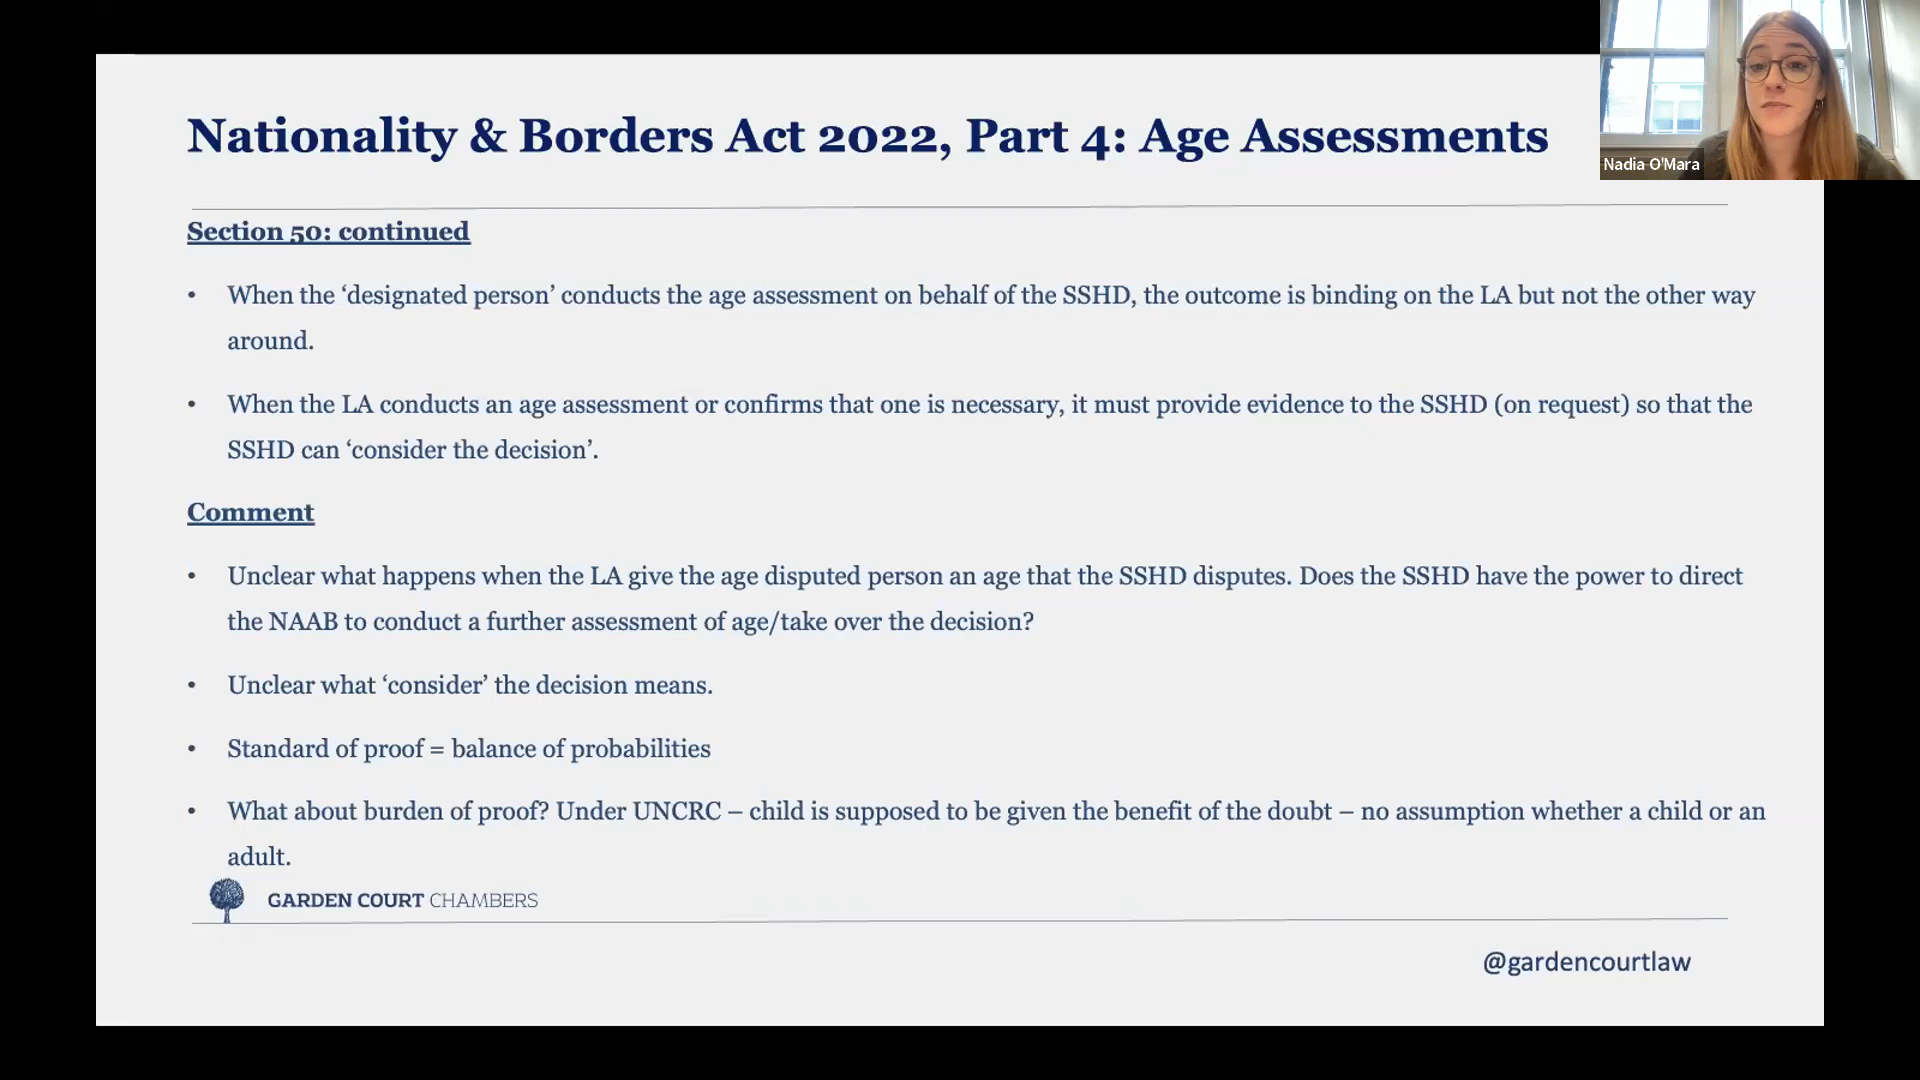 Nationality & Borders Act 2022, Part 4: Age Assessments
Nadia O'Mara
Section 50: continued
• When the ‘designated person’ conducts the age assessment on behalf of the SSHD, the outcome is binding on the LA but not the other way
around.
• When the LA conducts an age assessment or confirms that one is necessary, it must provide evidence to the SSHD (on request) so that the
SSHD can ‘consider the decision’.
Comment
• Unclear what happens when the LA give the age disputed person an age that the SSHD disputes. Does the SSHD have the power to direct
the NAAB to conduct a further assessment of age/take over the decision?
• Unclear what ‘consider’ the decision means.
• Standard of proof = balance of probabilities
• What about burden of proof? Under UNCRC – child is supposed to be given the benefit of the doubt – no assumption whether a child or an
adult.
GARDEN COURT CHAMBERS
@gardencourtlaw